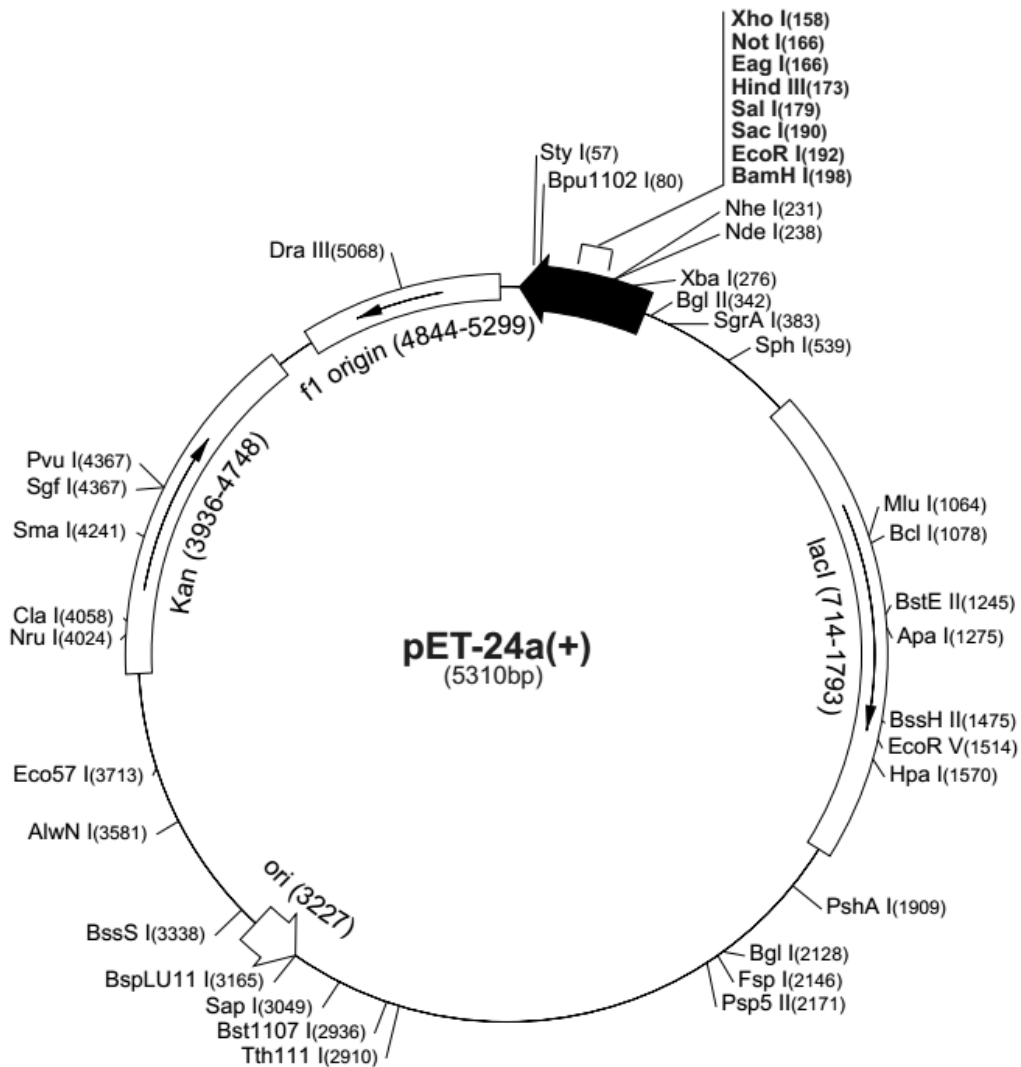 Xho I(158)
Not I(166)
Eag I(166)
Hind III(173)
Sal I(179)
Sac I(190)
EcoR I(192)
BamH I(198)
Sty I(57)
Bpu1102 I(80)
Nhe I(231)
Nde I(238)
Xba I(276)
Bgl II(342)
SgrA I(383)
Sph I(539)
Dra III(5068)
f1 origin (4844-5299)
Pvu I(4367)
Sgf I(4367)
Sma I(4241)
Kan (3936-4748)
Cla I(4058)
Nru I(4024)
lacI (714-1793)
Mlu I(1064)
Bcl I(1078)
BstE II(1245)
Apa I(1275)
BssH II(1475)
EcoR V(1514)
Hpa I(1570)
pET-24a(+)
(5310bp)
Eco57 I(3713)
AlwN I(3581)
ori (3227)
BssS I(3338)
BspLU11 I(3165)
Sap I(3049)
Bst1107 I(2936)
Tth111 I(2910)
PshA I(1909)
Bgl I(2128)
Fsp I(2146)
Psp5 II(2171)